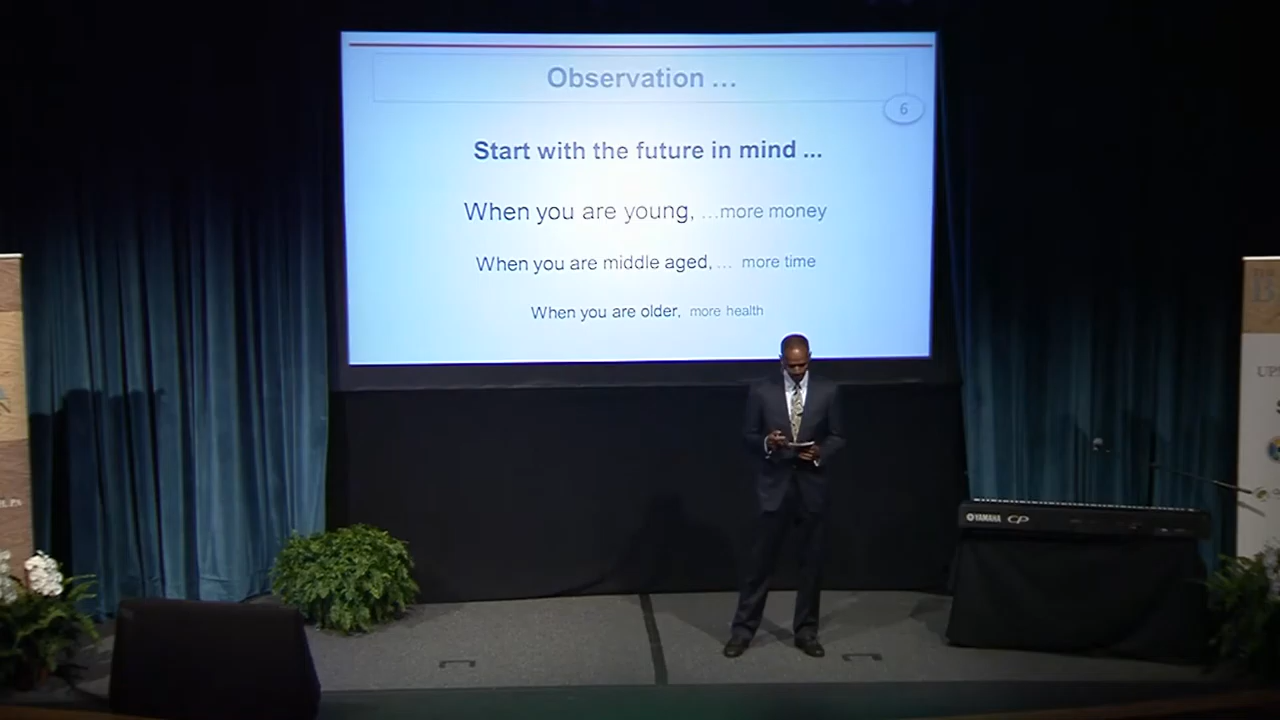 Observation …
6
Start with the future in mind ...
When you are young, …more money
When you are middle aged, … more time
When you are older, more health
YAMAHA CP